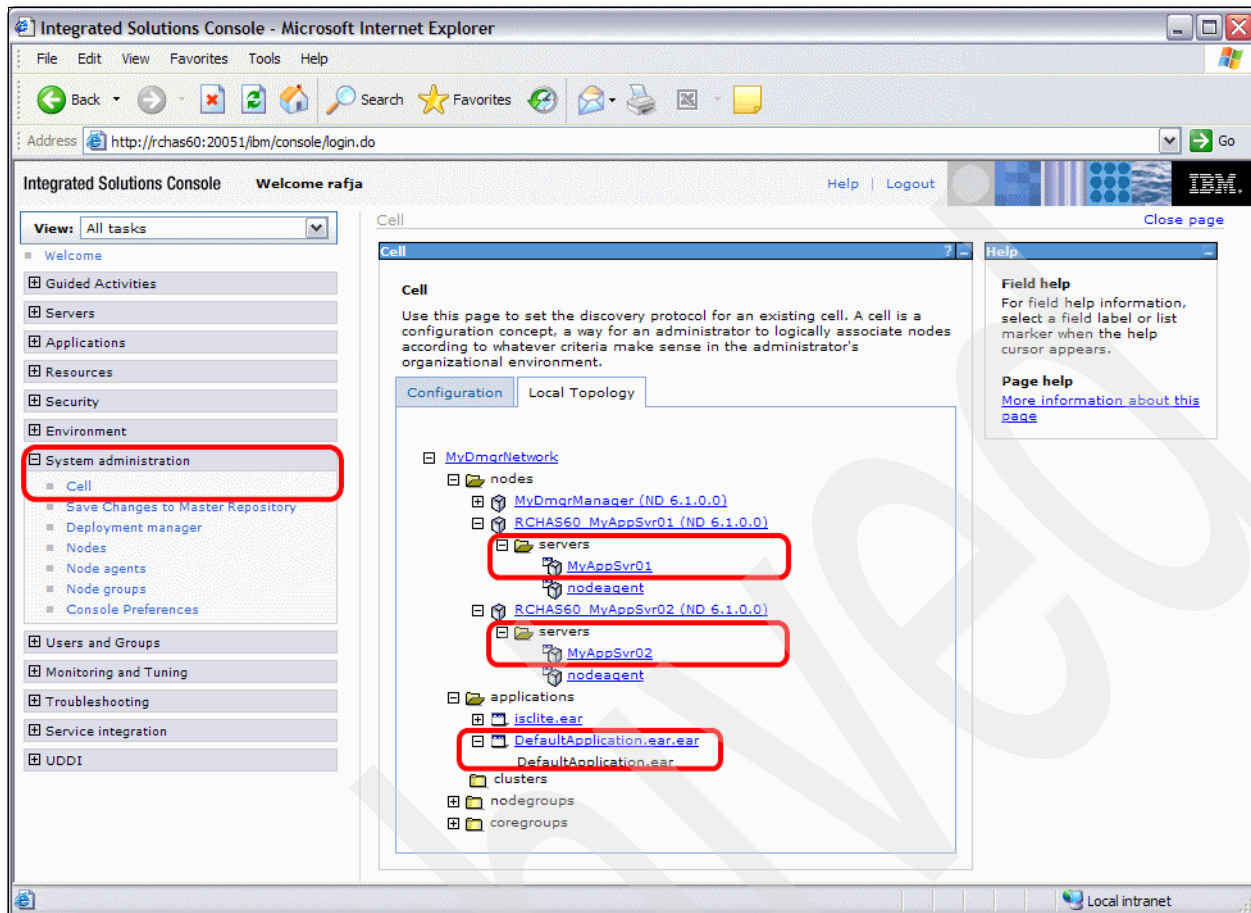 Integrated Solutions Console - Microsoft Internet Explorer
File Edit View Favorites Tools Help
Back Search Favorites
Address http://rchas60:20051/ibm/console/login.do Go
Integrated Solutions Console Welcome rafja Help | Logout IBM.
View: All tasks
Welcome
Guided Activities
Servers
Applications
Resources
Security
Environment
System administration
Cell
Save Changes to Master Repository
Deployment manager
Nodes
Node agents
Node groups
Console Preferences
Users and Groups
Monitoring and Tuning
Troubleshooting
Service integration
UDDI
Cell Close page
Cell ? -
Cell
Use this page to set the discovery protocol for an existing cell. A cell is a
configuration concept, a way for an administrator to logically associate nodes
according to whatever criteria make sense in the administrator's
organizational environment.
Configuration Local Topology
MyDmgrNetwork
nodes
MyDmgrManager (ND 6.1.0.0)
RCHAS60_MyAppSvr01 (ND 6.1.0.0)
servers
MyAppSvr01
nodeagent
RCHAS60_MyAppSvr02 (ND 6.1.0.0)
servers
MyAppSvr02
nodeagent
applications
isclite.ear
DefaultApplication.ear.ear
DefaultApplication.ear
clusters
nodegroups
coregroups
Help -
Field help
For field help information,
select a field label or list
marker when the help
cursor appears.
Page help
More information about this
page
Local intranet